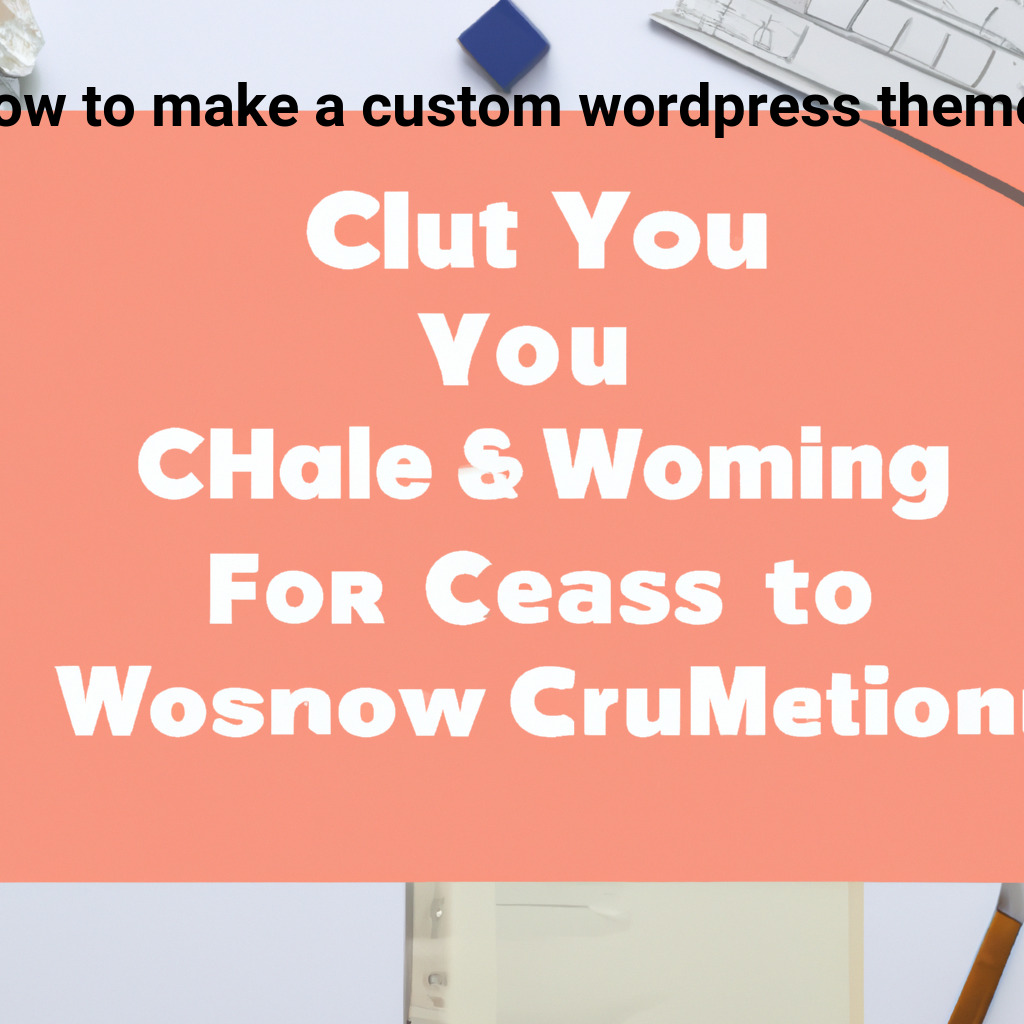 ow to make a custom wordpress theme
Clut You
You
CHale & Woming
For Ceass to
Wosnow CruMetion